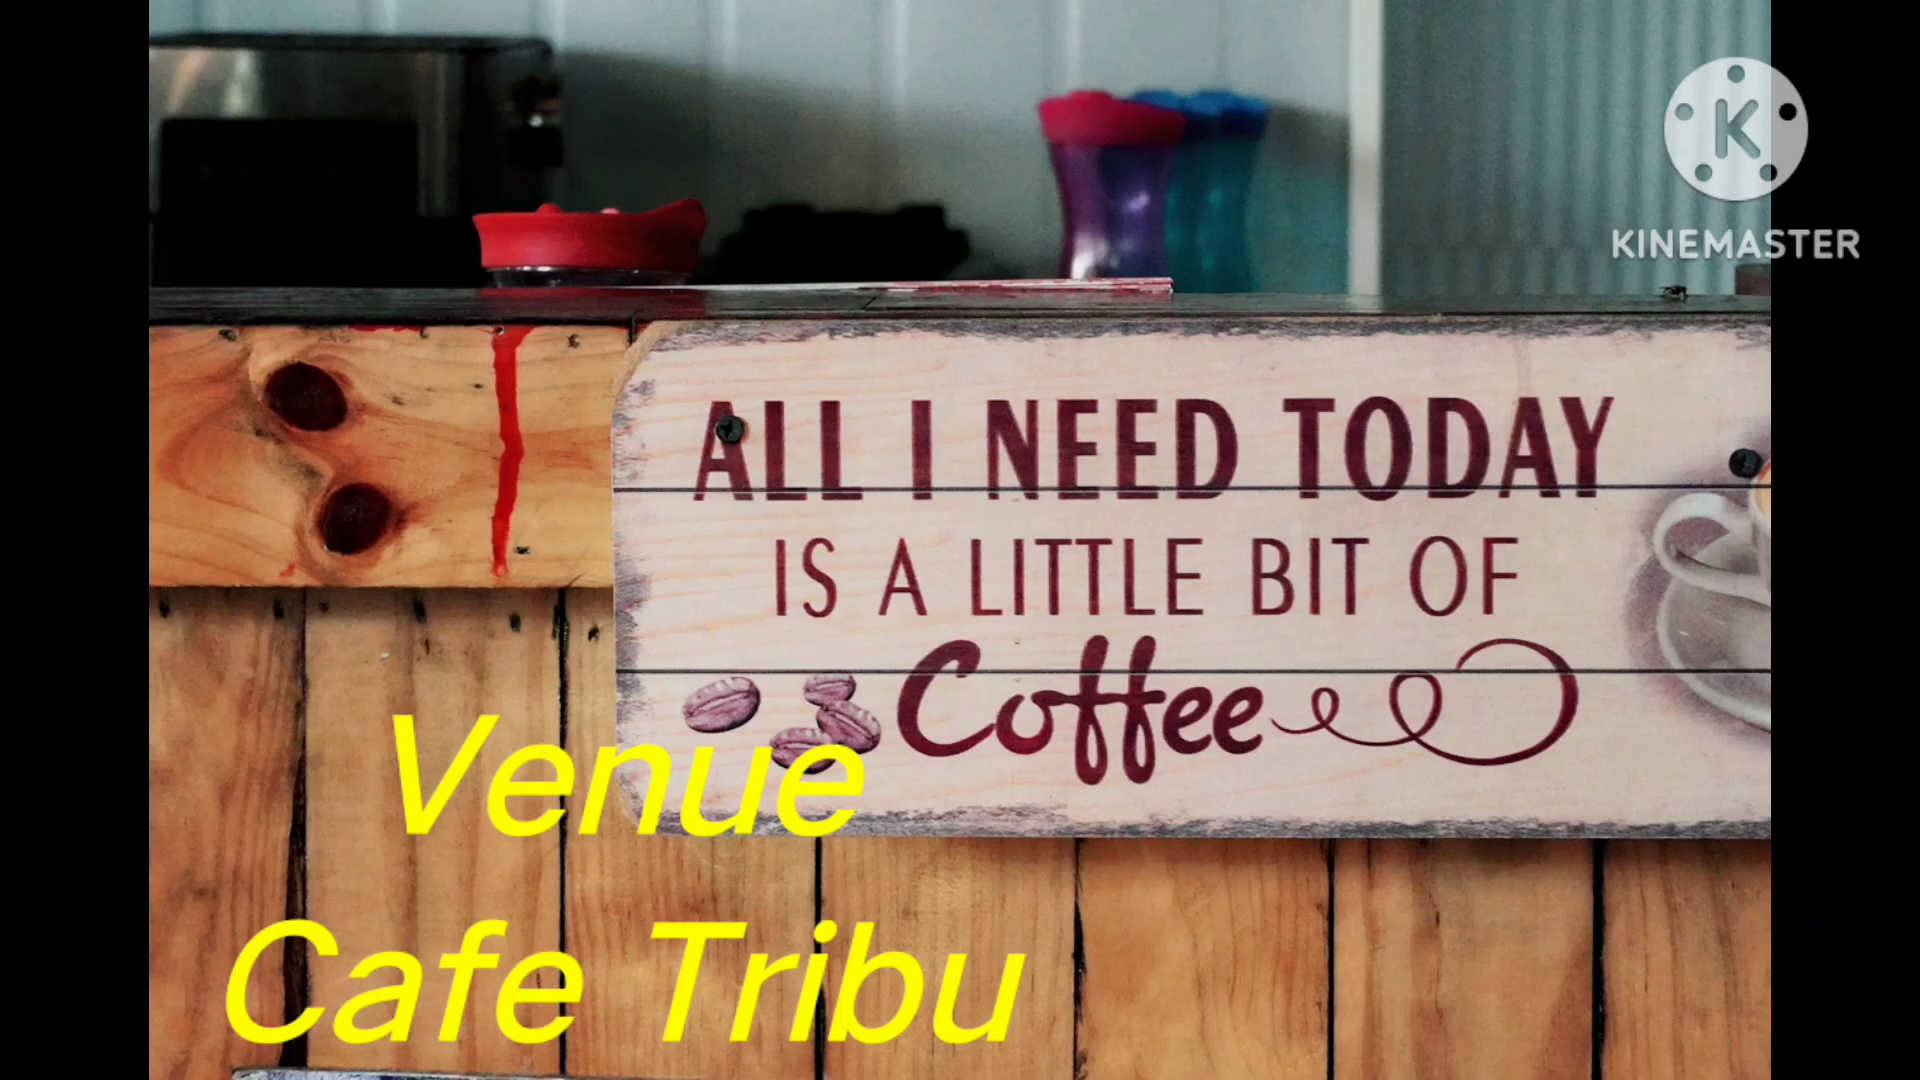 K
KINEMASTER
ALL I NEED TODAY
IS A LITTLE BIT OF
Coffee
Venue
Cafe Tribu